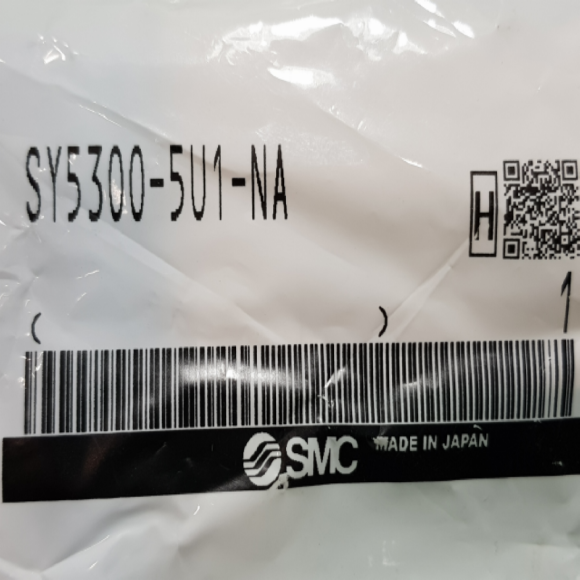 SY5300-5U1-NA
H
( )
1
SMC MADE IN JAPAN